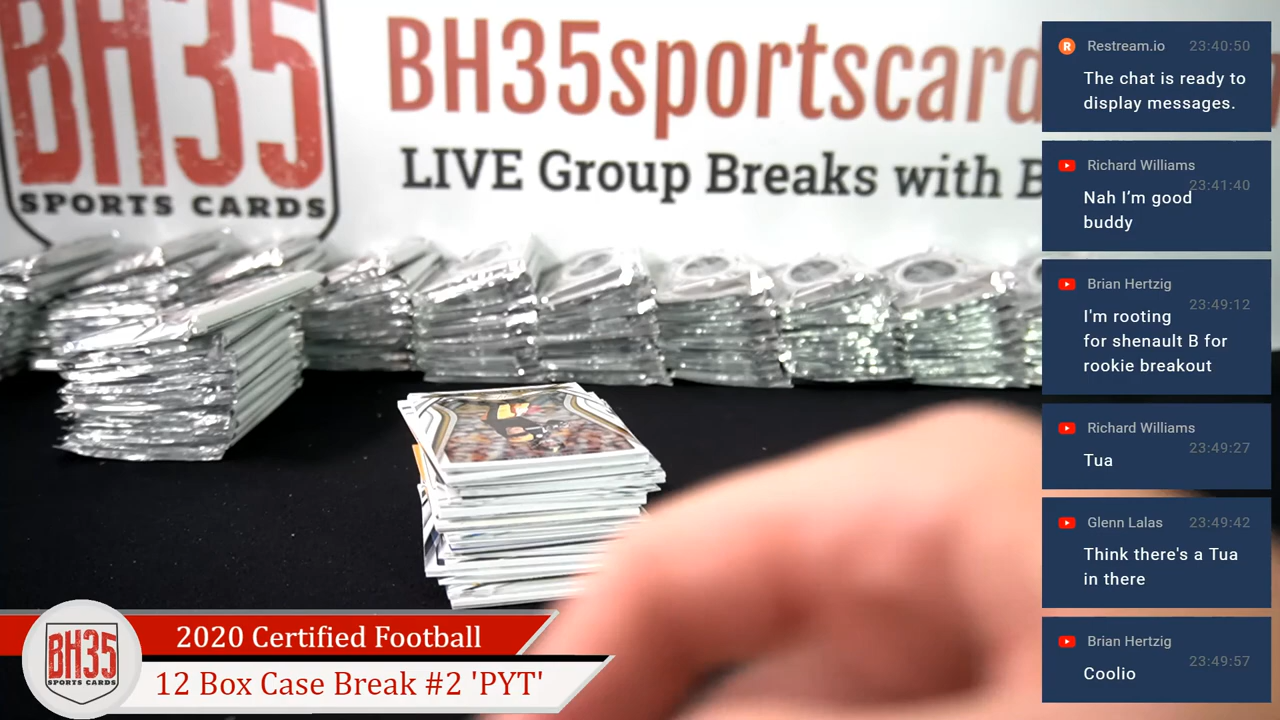 BH35
SPORTS CARDS
BH35sportscard
LIVE Group Breaks with B
Restream.io 23:40:50
The chat is ready to
display messages.
Richard Williams
23:41:40
Nah I’m good
buddy
Brian Hertzig
23:49:12
I'm rooting
for shenault B for
rookie breakout
Richard Williams
23:49:27
Tua
Glenn Lalas 23:49:42
Think there's a Tua
in there
Brian Hertzig
23:49:57
Coolio
2020 Certified Football
12 Box Case Break #2 'PYT'
BH35
SPORTS CARDS